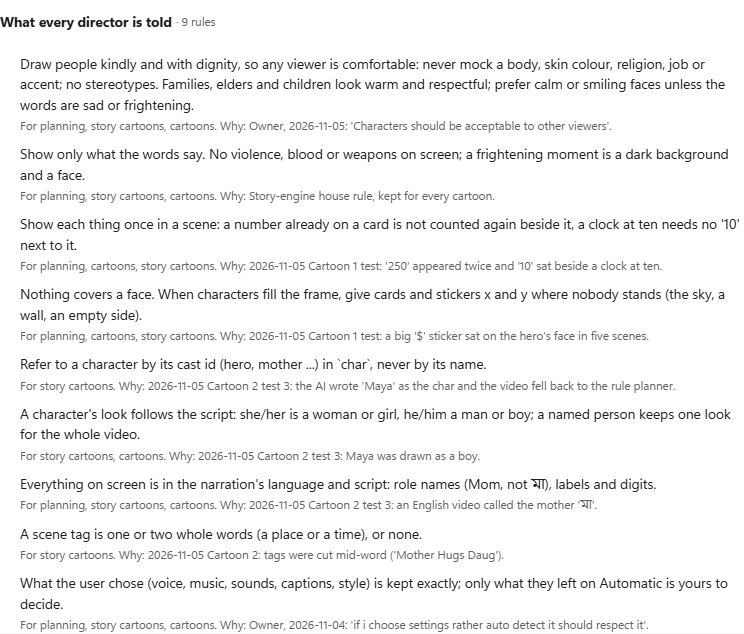 What every director is told · 9 rules
Draw people kindly and with dignity, so any viewer is comfortable: never mock a body, skin colour, religion, job or
accent; no stereotypes. Families, elders and children look warm and respectful; prefer calm or smiling faces unless the
words are sad or frightening.
For planning, story cartoons, cartoons. Why: Owner, 2026-11-05: 'Characters should be acceptable to other viewers'.
Show only what the words say. No violence, blood or weapons on screen; a frightening moment is a dark background
and a face.
For planning, story cartoons, cartoons. Why: Story-engine house rule, kept for every cartoon.
Show each thing once in a scene: a number already on a card is not counted again beside it, a clock at ten needs no '10'
next to it.
For planning, cartoons, story cartoons. Why: 2026-11-05 Cartoon 1 test: '250' appeared twice and '10' sat beside a clock at ten.
Nothing covers a face. When characters fill the frame, give cards and stickers x and y where nobody stands (the sky, a
wall, an empty side).
For planning, cartoons, story cartoons. Why: 2026-11-05 Cartoon 1 test: a big '$' sticker sat on the hero's face in five scenes.
Refer to a character by its cast id (hero, mother ...) in `char`, never by its name.
For story cartoons. Why: 2026-11-05 Cartoon 2 test 3: the AI wrote 'Maya' as the char and the video fell back to the rule planner.
A character's look follows the script: she/her is a woman or girl, he/him a man or boy; a named person keeps one look
for the whole video.
For story cartoons, cartoons. Why: 2026-11-05 Cartoon 2 test 3: Maya was drawn as a boy.
Everything on screen is in the narration's language and script: role names (Mom, not মা), labels and digits.
For planning, story cartoons, cartoons. Why: 2026-11-05 Cartoon 2 test 3: an English video called the mother 'মা'.
A scene tag is one or two whole words (a place or a time), or none.
For story cartoons. Why: 2026-11-05 Cartoon 2: tags were cut mid-word ('Mother Hugs Daug').
What the user chose (voice, music, sounds, captions, style) is kept exactly; only what they left on Automatic is yours to
decide.
For planning, story cartoons, cartoons. Why: Owner, 2026-11-04: 'if i choose settings rather auto detect it should respect it'.